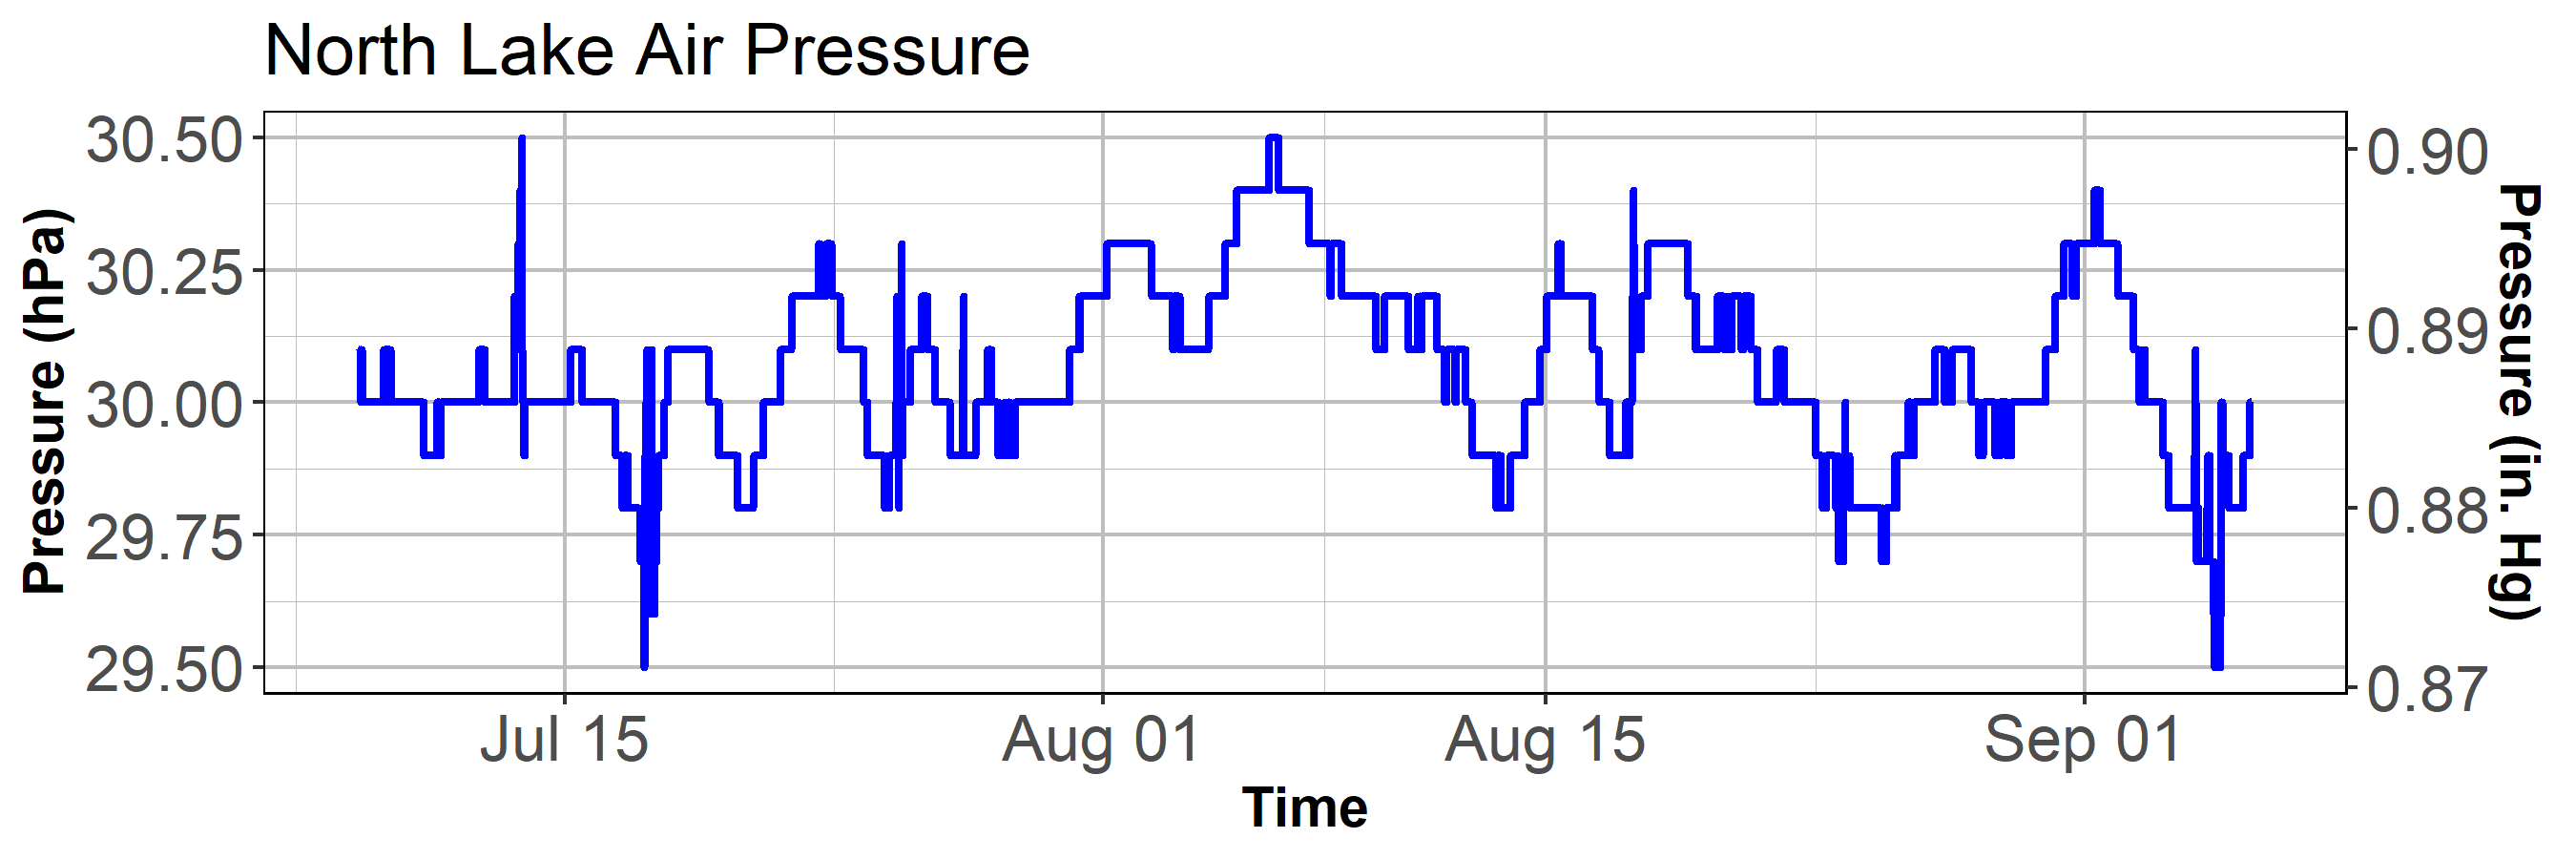 North Lake Air Pressure
Pressure (hPa)
30.50
30.25
30.00
29.75
29.50
0.90
0.89
0.88
0.87
Pressure (in. Hg)
Jul 15
Aug 01
Aug 15
Sep 01
Time